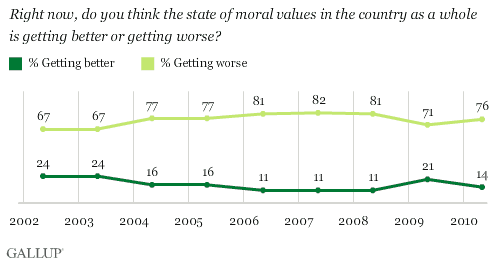 Right now, do you think the state of moral values in the country as a whole
is getting better or getting worse?
% Getting better % Getting worse
67 67 77 77 81 82 81 71 76
24 24 16 16 11 11 11 21 14
2002 2003 2004 2005 2006 2007 2008 2009 2010
GALLUP®